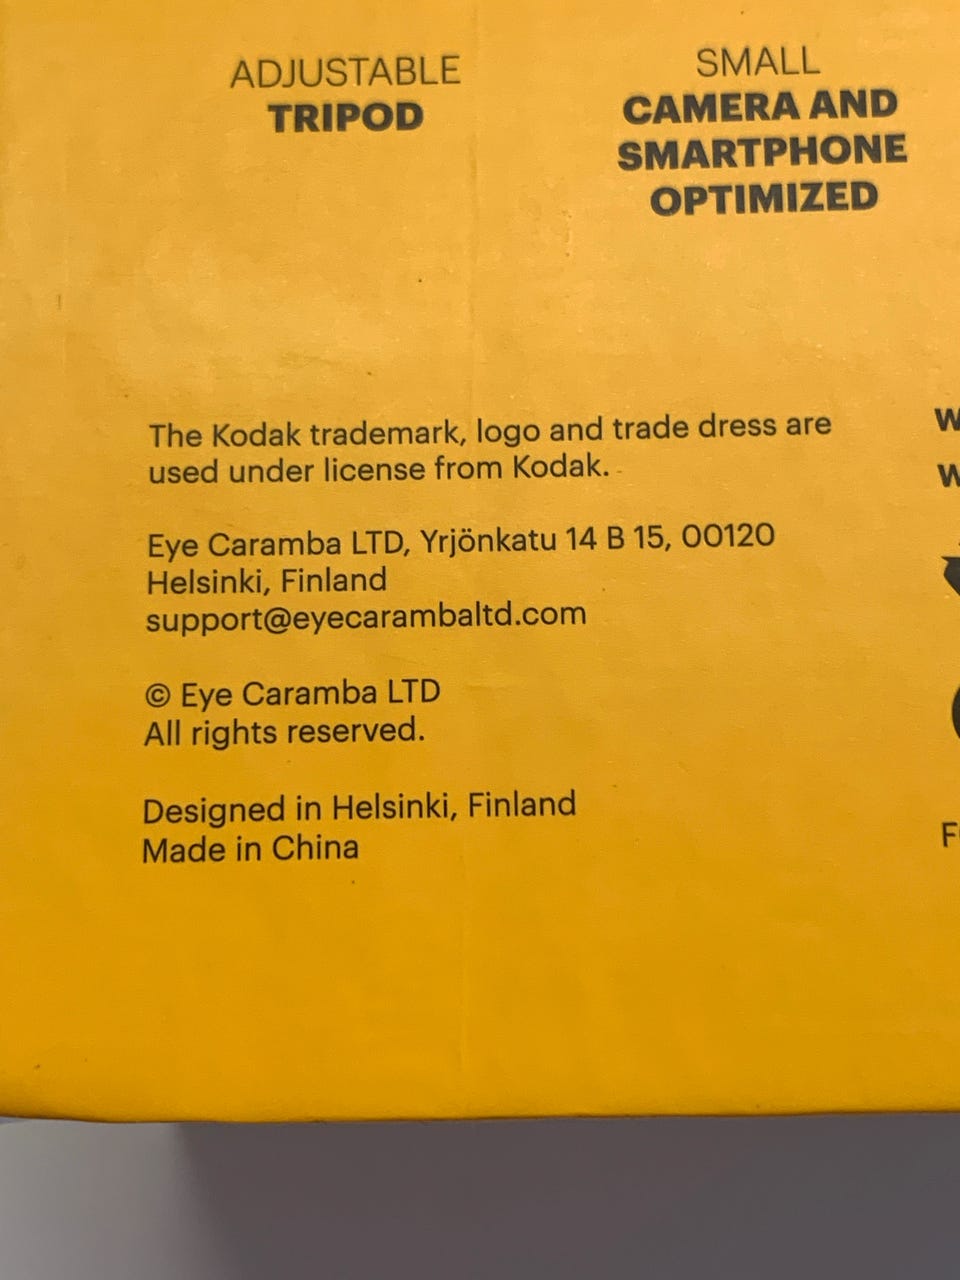 ADJUSTABLE
TRIPOD
SMALL
CAMERA AND
SMARTPHONE
OPTIMIZED
The Kodak trademark, logo and trade dress are
used under license from Kodak.
Eye Caramba LTD, Yrjönkatu 14 B 15, 00120
Helsinki, Finland
support@eyecarambaltd.com
© Eye Caramba LTD
All rights reserved.
Designed in Helsinki, Finland
Made in China